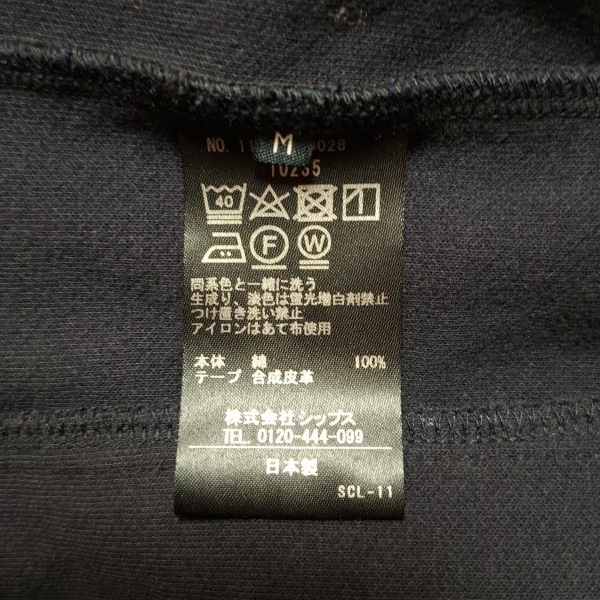 M
NO. 11 0028
10235
40
F W
同系色と一緒に洗う
生成り、淡色は蛍光増白剤禁止
つけ置き洗い禁止
アイロンはあて布使用
本体 綿 100%
テープ 合成皮革
株式会社シップス
TEL 0120-444-099
日本製
SCL-11